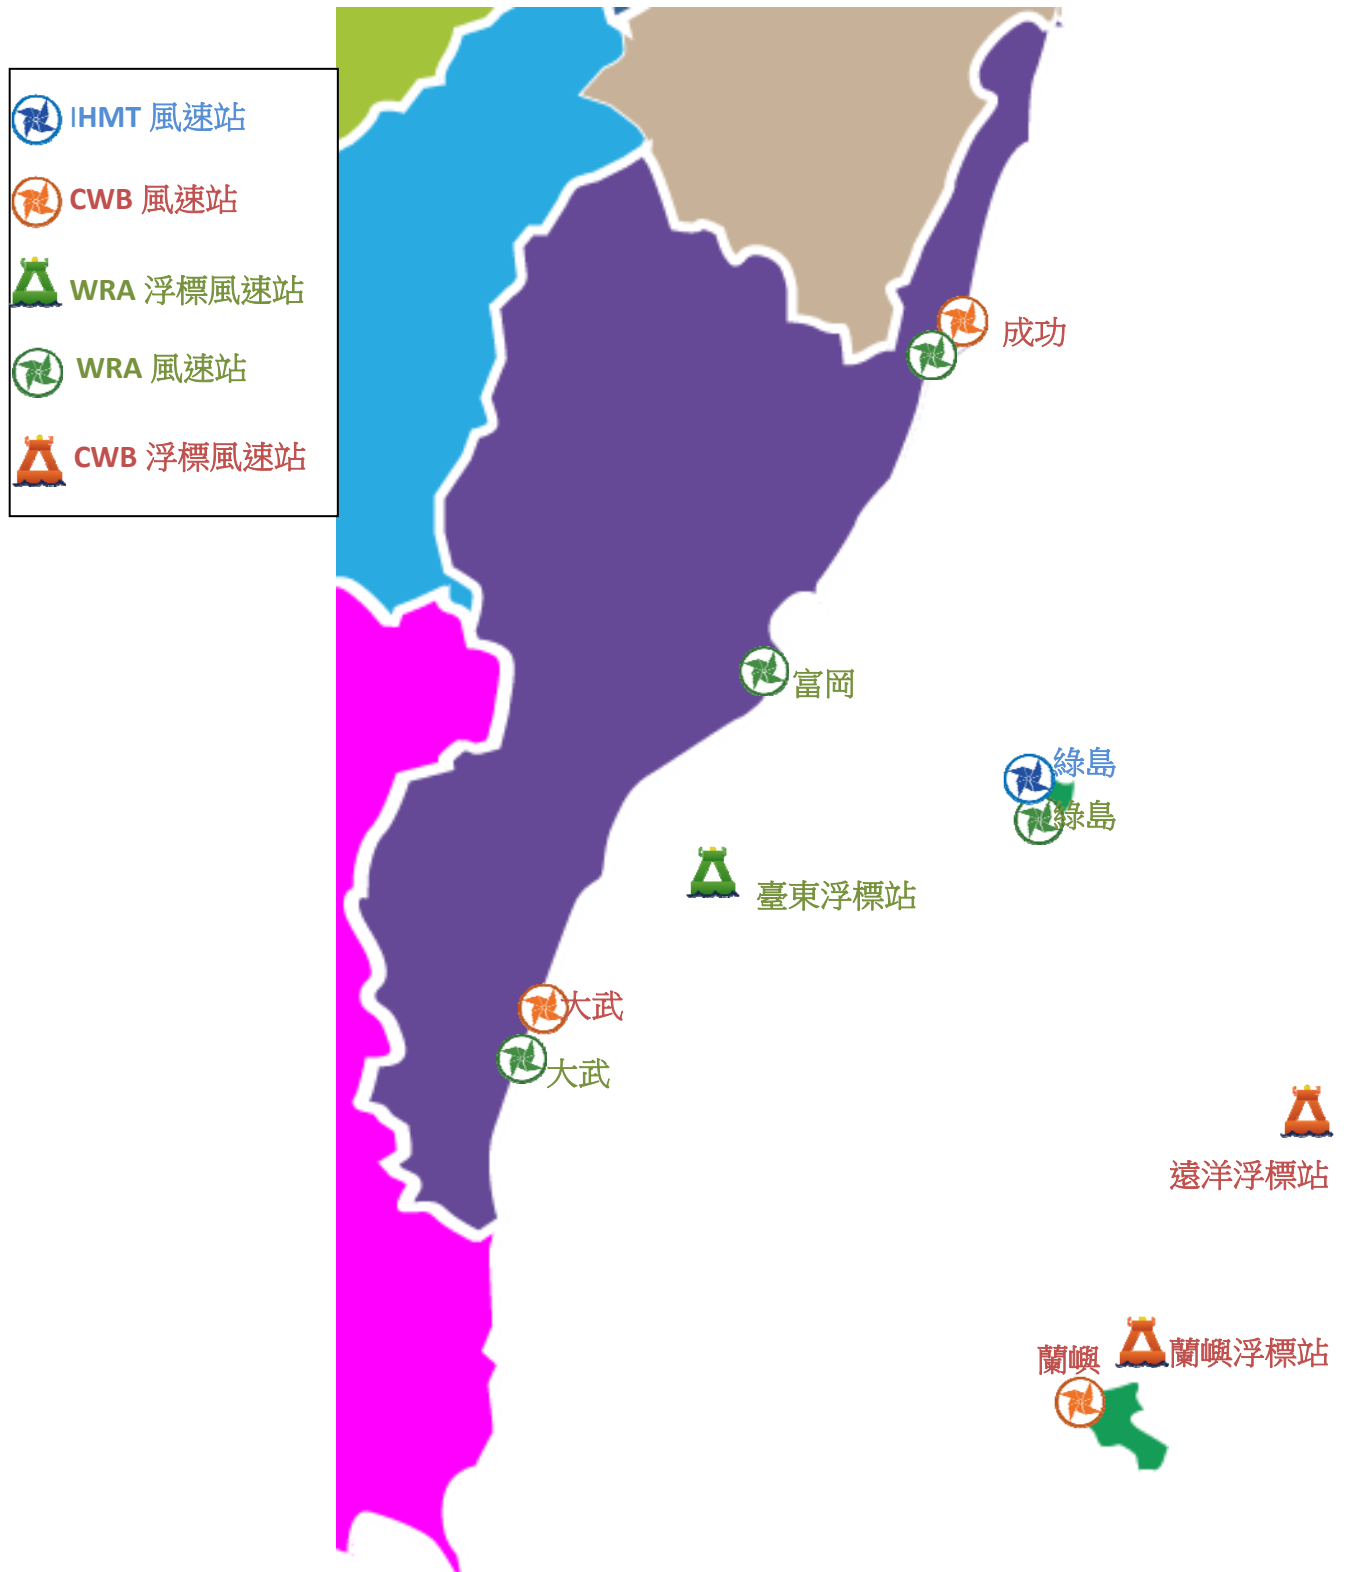 IHMT 風速站
CWB 風速站
WRA 浮標風速站
WRA 風速站
CWB 浮標風速站
成功
富岡
綠島
綠島
臺東浮標站
大武
大武
遠洋浮標站
蘭嶼
蘭嶼浮標站